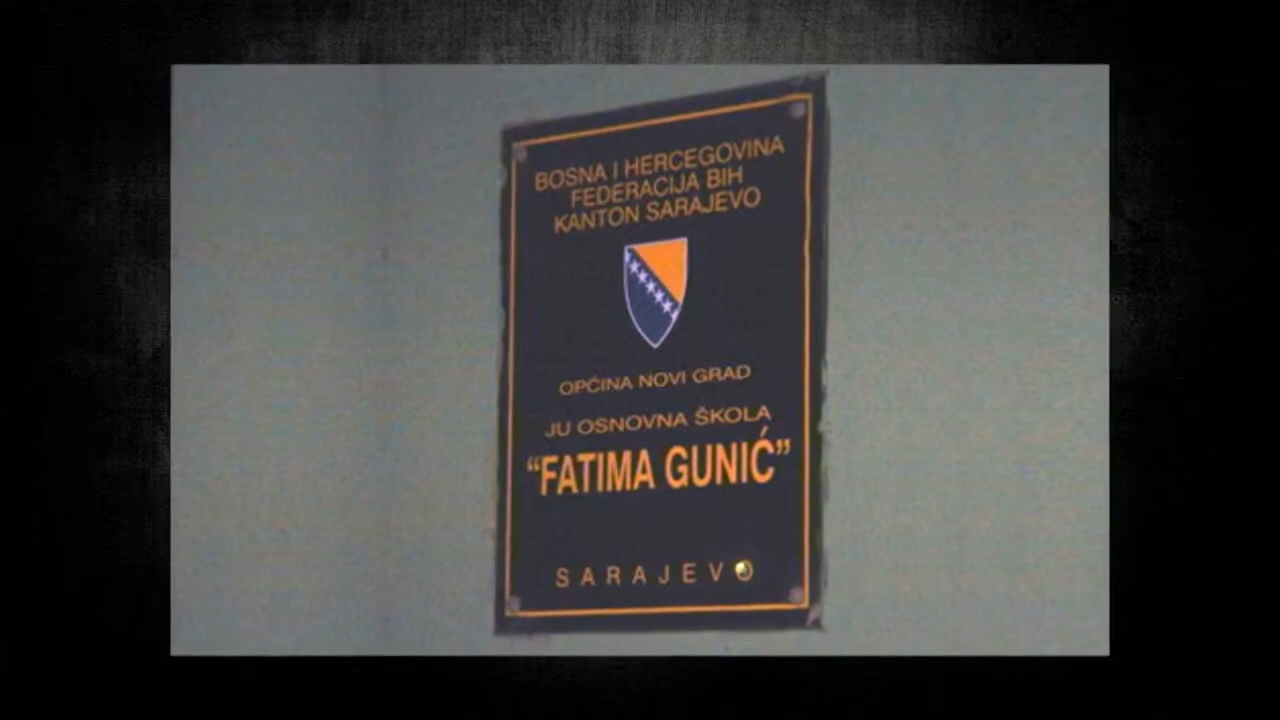 BOSNA I HERCEGOVINA
FEDERACIJA BIH
KANTON SARAJEVO
OPĆINA NOVI GRAD
JU OSNOVNA ŠKOLA
“FATIMA GUNIĆ”
SARAJEVO